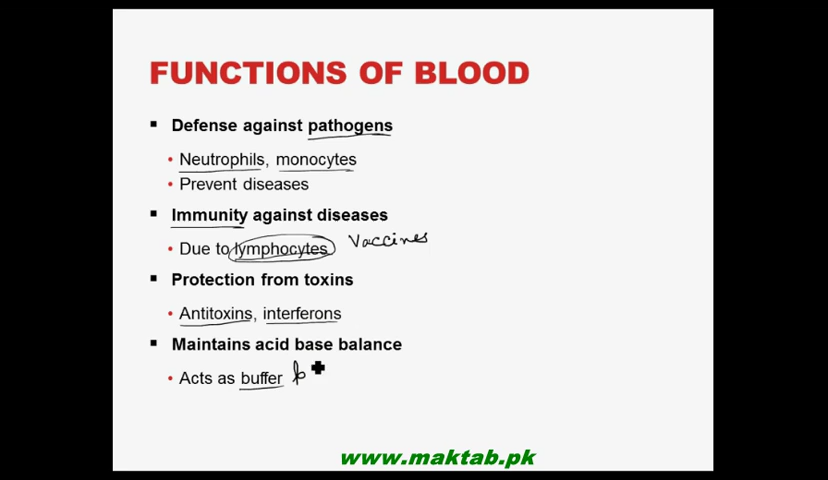 FUNCTIONS OF BLOOD
▪ Defense against pathogens
• Neutrophils, monocytes
• Prevent diseases
▪ Immunity against diseases
• Due to lymphocytes Vaccines
▪ Protection from toxins
• Antitoxins, interferons
▪ Maintains acid base balance
• Acts as buffer
www.maktab.pk